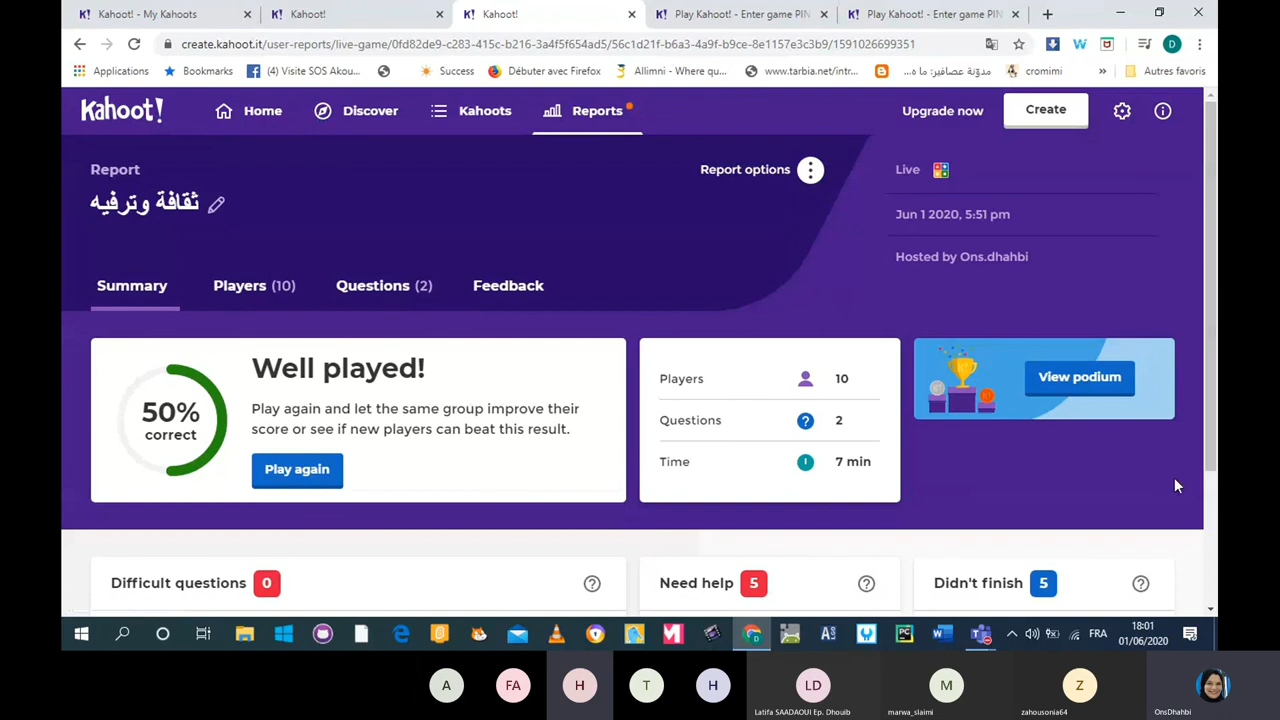 Kahoot! - My Kahoots
Kahoot!
Kahoot!
Play Kahoot! - Enter game PIN
Play Kahoot! - Enter game PIN
create.kahoot.it/user-reports/live-game/0fd82de9-c283-415c-b216-3a4f5f654ad5/56c1d21f-b6a3-4a9f-b9ce-8e1157e3c3b9/1591026699351
Applications
Bookmarks
(4) Visite SOS Akou...
Success
Débuter avec Firefox
Allimni - Where qu...
www.tarbia.net/intr...
مدوّنة عصافير: ما ه...
cromimi
Autres favoris
Kahoot!
Home
Discover
Kahoots
Reports
Upgrade now
Create
Report
Report options
Live
ثقافة وترفيه
Jun 1 2020, 5:51 pm
Hosted by Ons.dhahbi
Summary
Players (10)
Questions (2)
Feedback
50%
correct
Well played!
Play again and let the same group improve their
score or see if new players can beat this result.
Play again
Players 10
Questions 2
Time 7 min
View podium
Difficult questions 0
Need help 5
Didn't finish 5
FRA
18:01
01/06/2020
A
FA
H
T
H
LD
M
Z
Latifa SAADAOUI Ep. Dhouib
marwa_slaimi
zahousonia64
OnsDhahbi